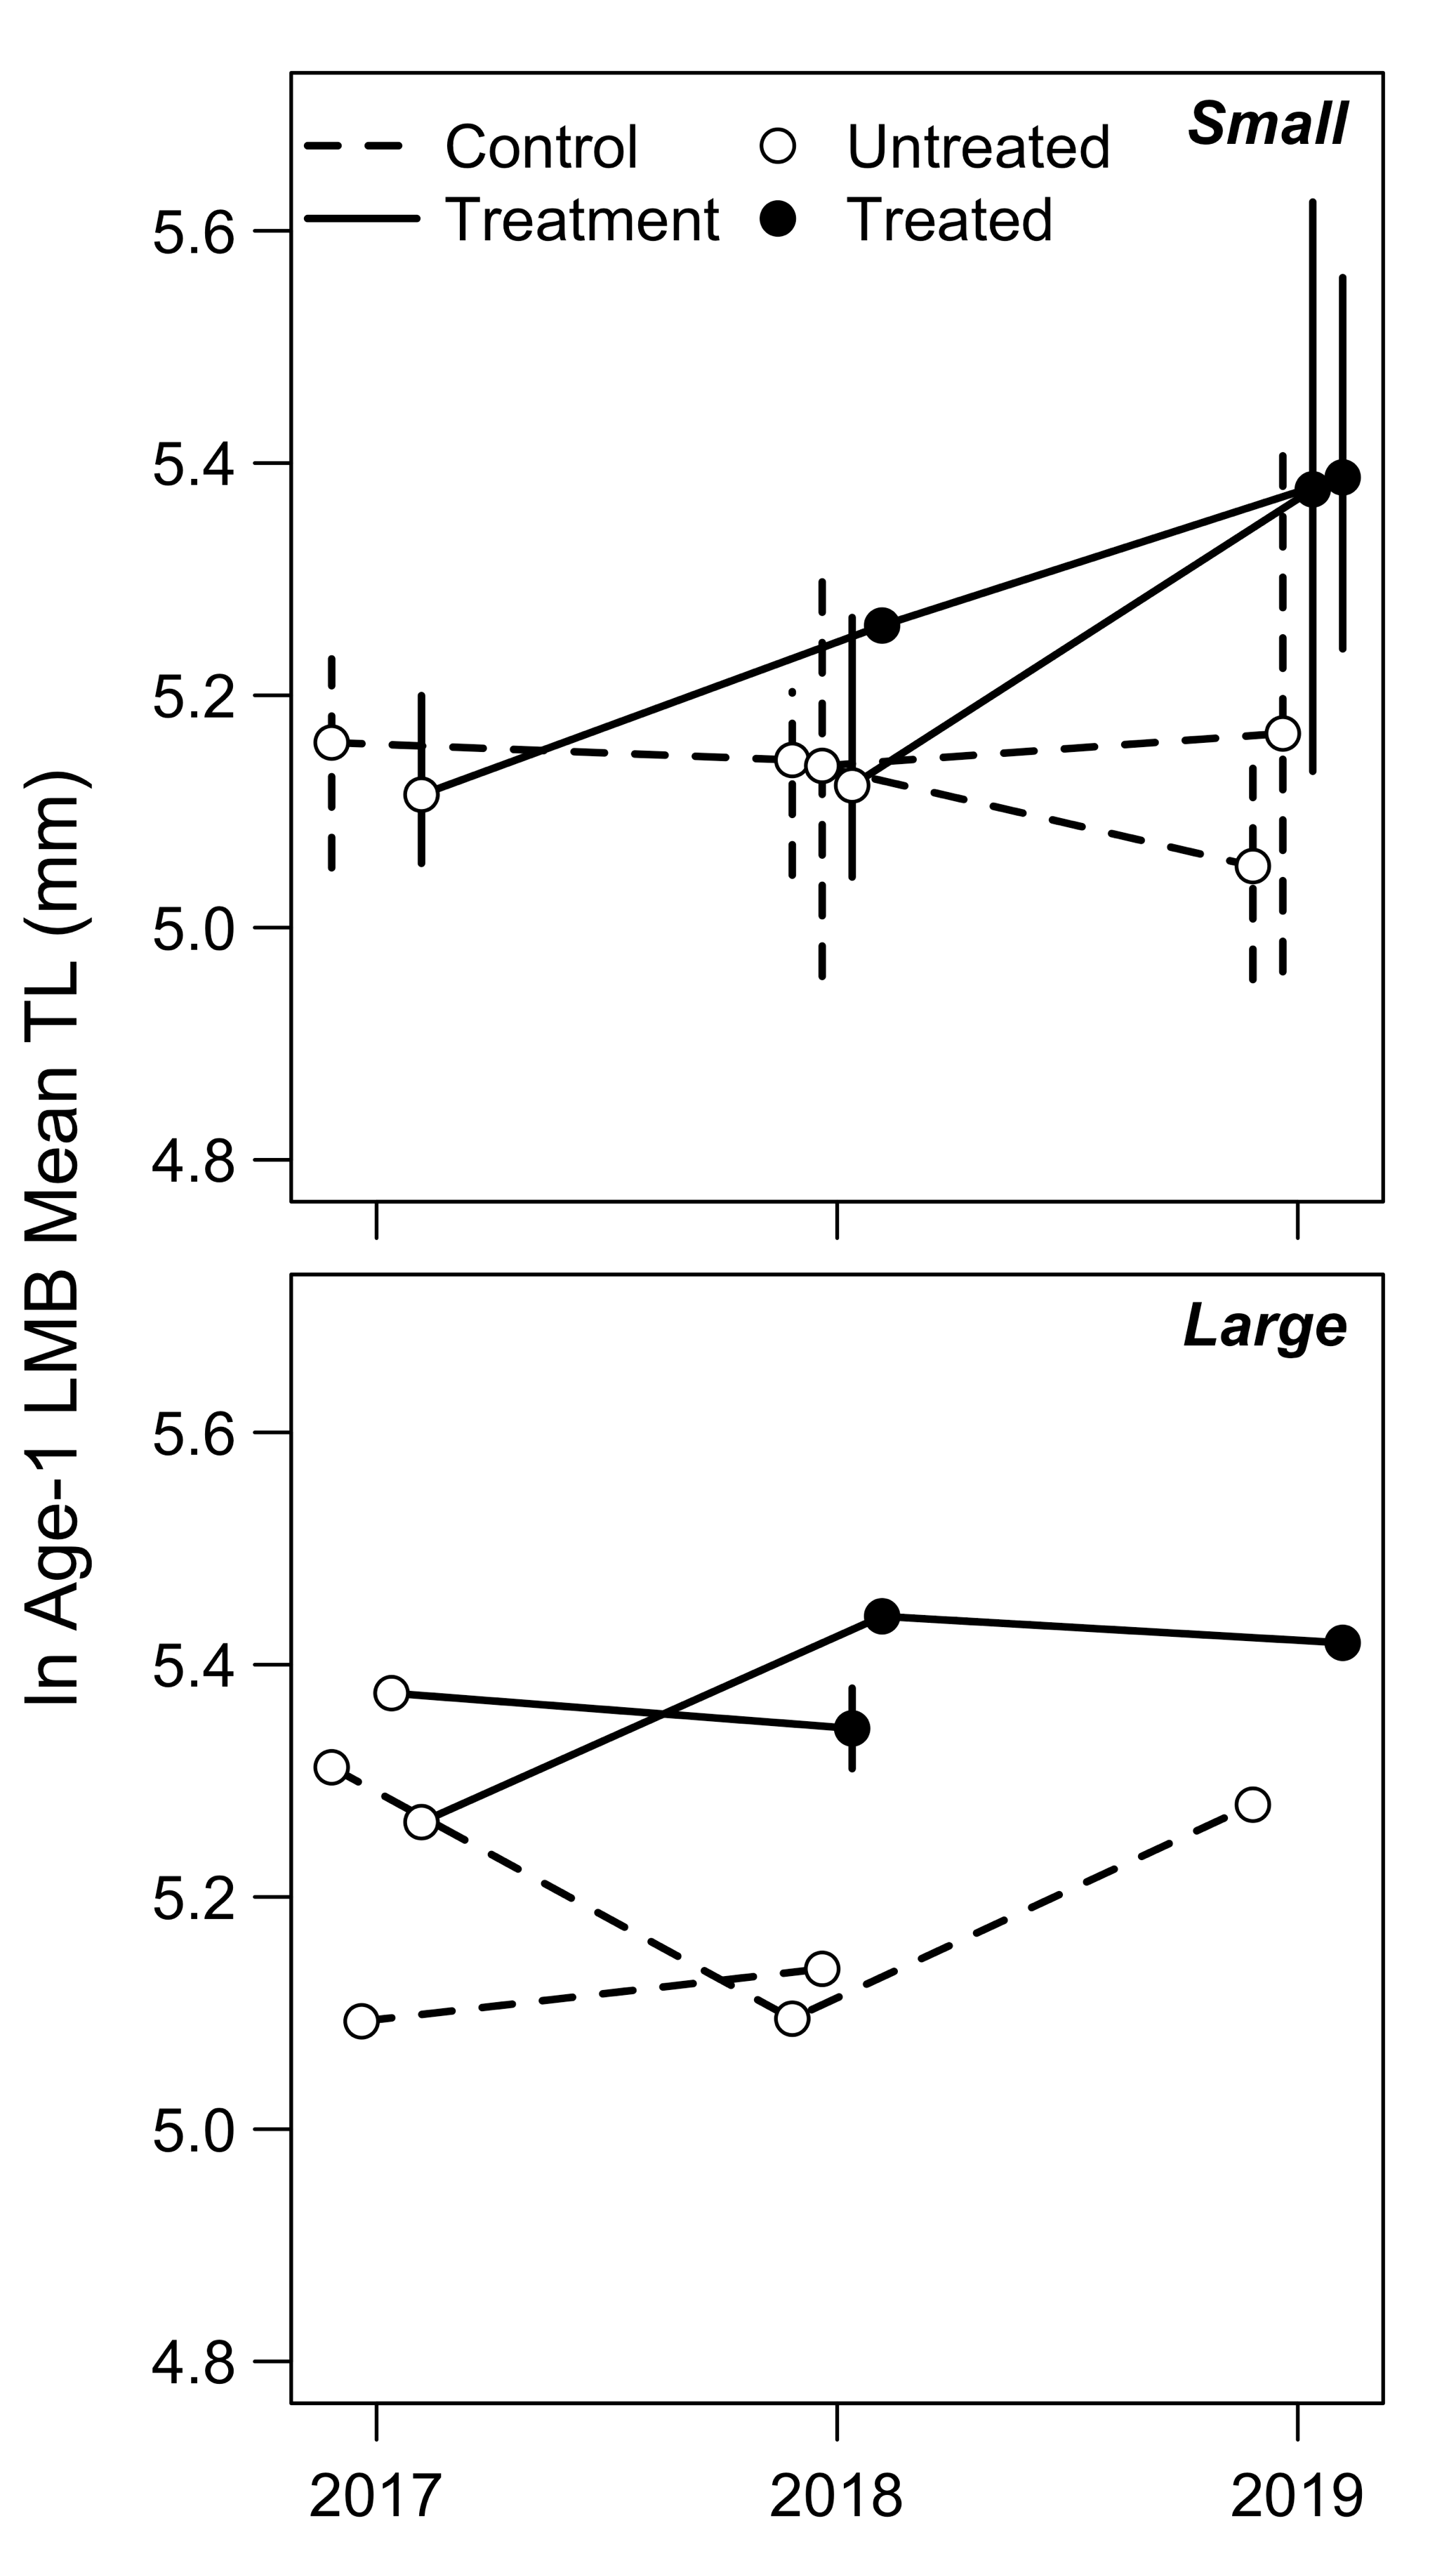 Small
Control
Untreated
Treatment
Treated
5.6
5.4
5.2
5.0
4.8
ln Age-1 LMB Mean TL (mm)
Large
5.6
5.4
5.2
5.0
4.8
2017 2018 2019